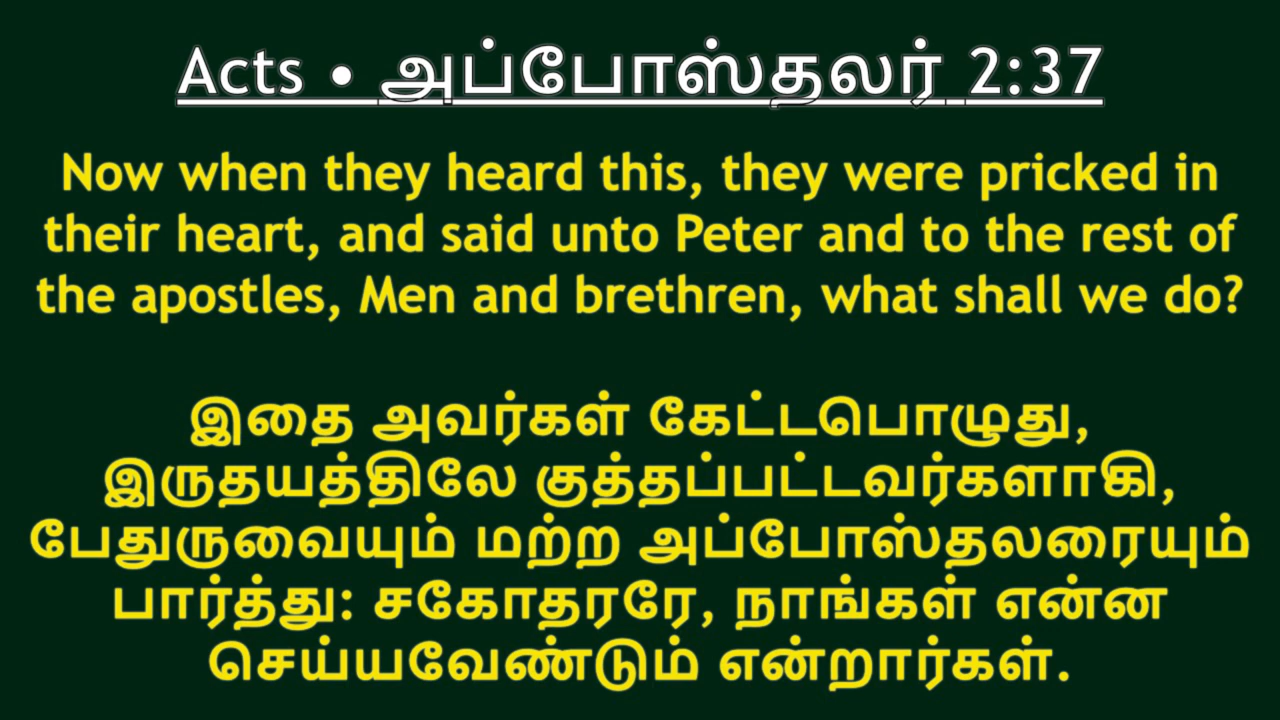 Acts • அப்போஸ்தலர் 2:37
Now when they heard this, they were pricked in
their heart, and said unto Peter and to the rest of
the apostles, Men and brethren, what shall we do?
இதை அவர்கள் கேட்டபொழுது,
இருதயத்திலே குத்தப்பட்டவர்களாகி,
பேதுருவையும் மற்ற அப்போஸ்தலரையும்
பார்த்து: சகோதரரே, நாங்கள் என்ன
செய்யவேண்டும் என்றார்கள்.